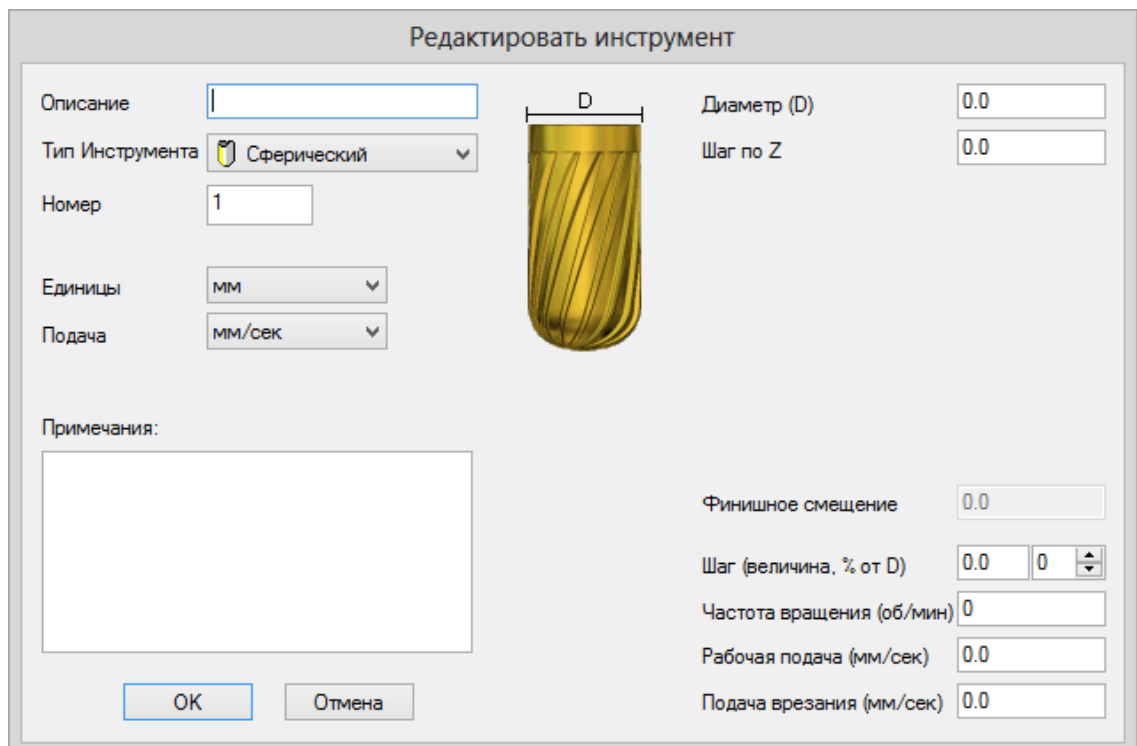 Редактировать инструмент
Описание
D
Диаметр (D) 0.0
Тип Инструмента Сферический
Шаг по Z 0.0
Номер 1
Единицы мм
Подача мм/сек
Примечания:
Финишное смещение 0.0
Шаг (величина, % от D) 0.0 0
Частота вращения (об/мин) 0
Рабочая подача (мм/сек) 0.0
Подача врезания (мм/сек) 0.0
OK Отмена